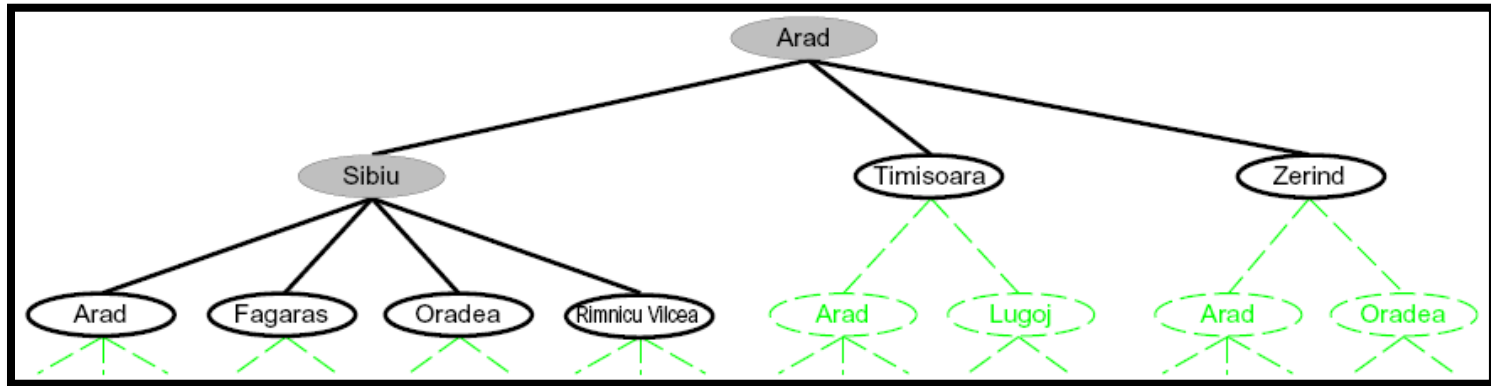 Arad
Sibiu
Timisoara
Zerind
Arad
Fagaras
Oradea
Rimnicu Vilcea
Arad
Lugoj
Arad
Oradea